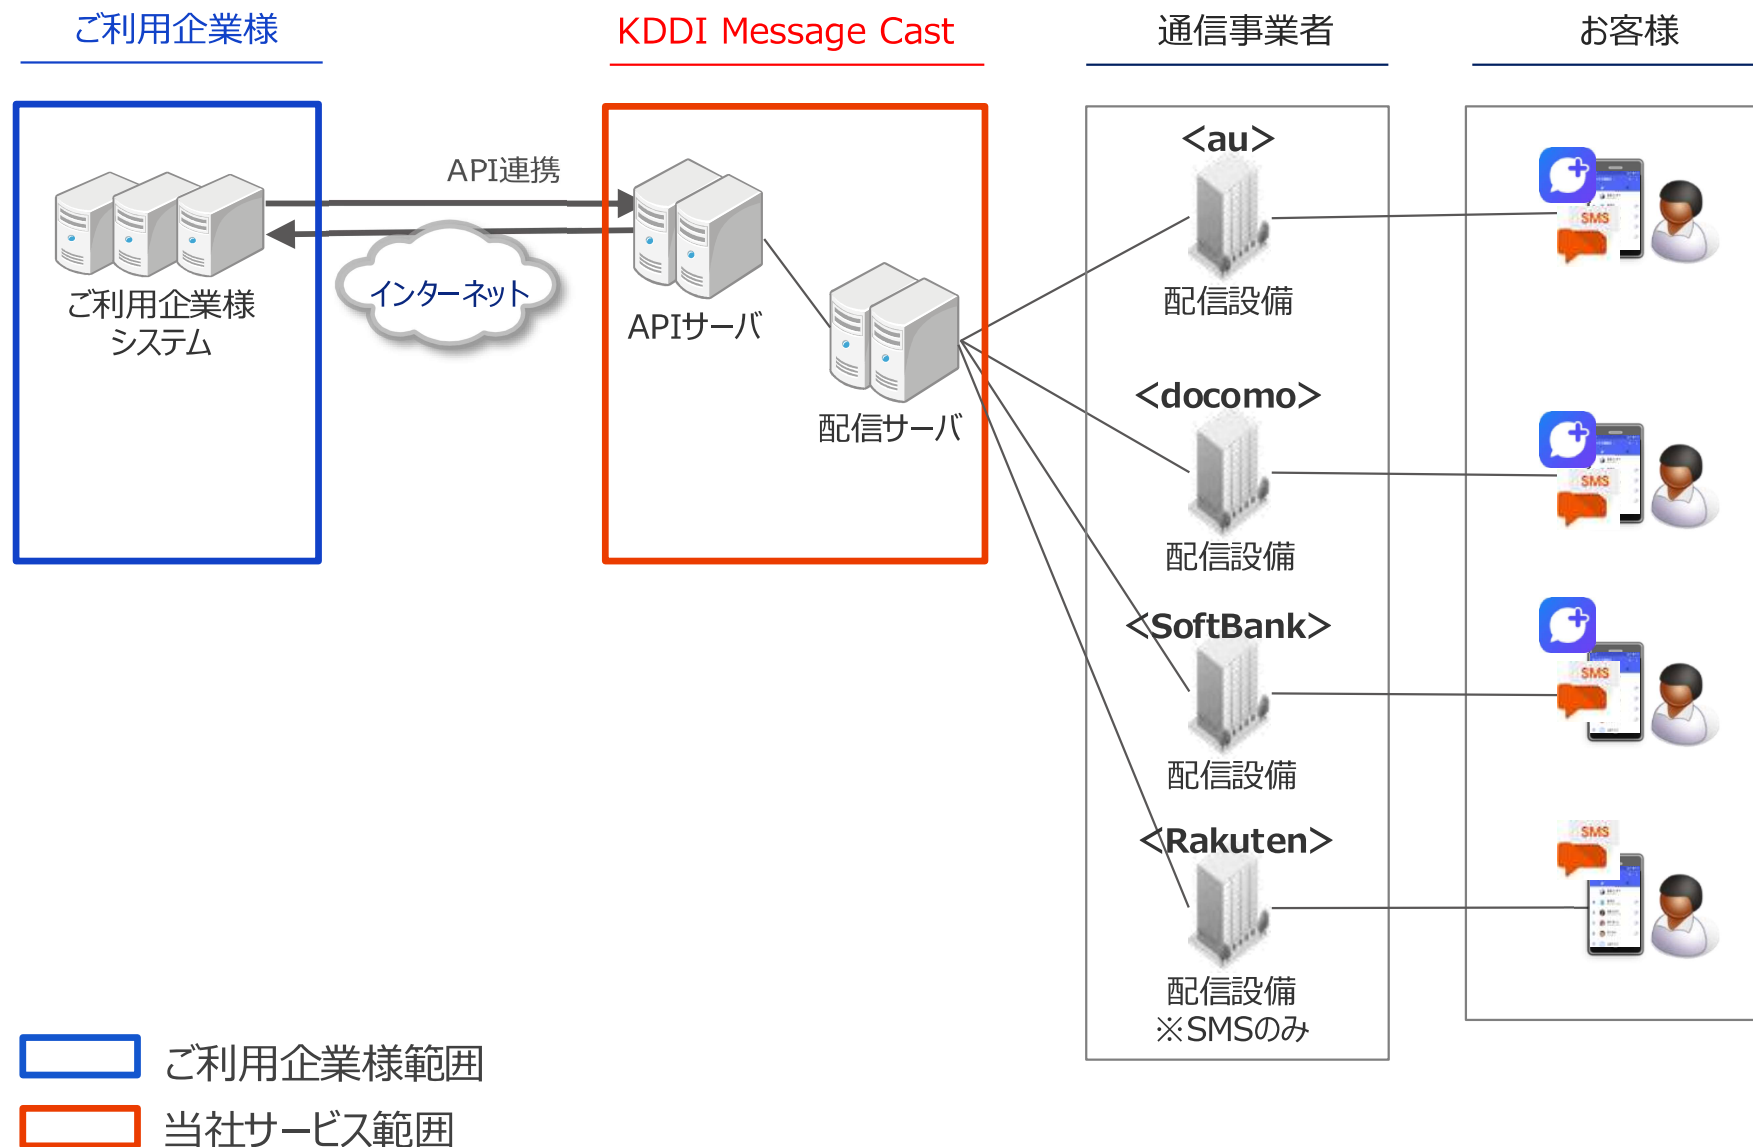 ご利用企業様
KDDI Message Cast
通信事業者
お客様
API連携
インターネット
ご利用企業様
システム
APIサーバ
配信サーバ
<au>
配信設備
<docomo>
配信設備
<SoftBank>
配信設備
<Rakuten>
配信設備
※SMSのみ
SMS
SMS
SMS
SMS
ご利用企業様範囲
当社サービス範囲